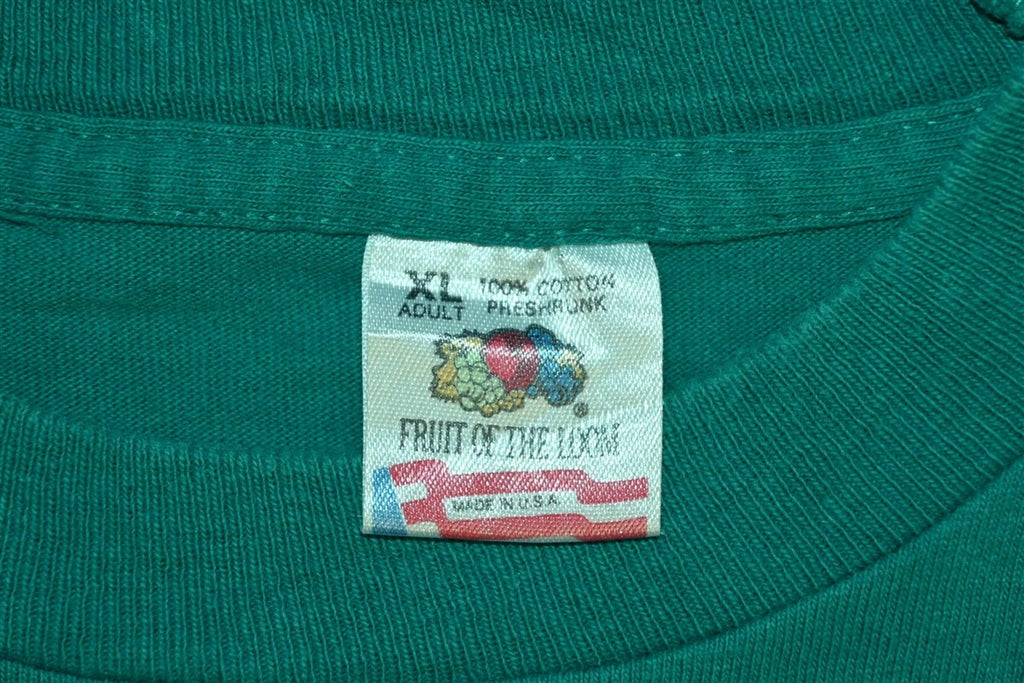 XL 100% COTTON
ADULT PRESHRUNK
®
FRUIT OF THE LOOM
MADE IN U.S.A.